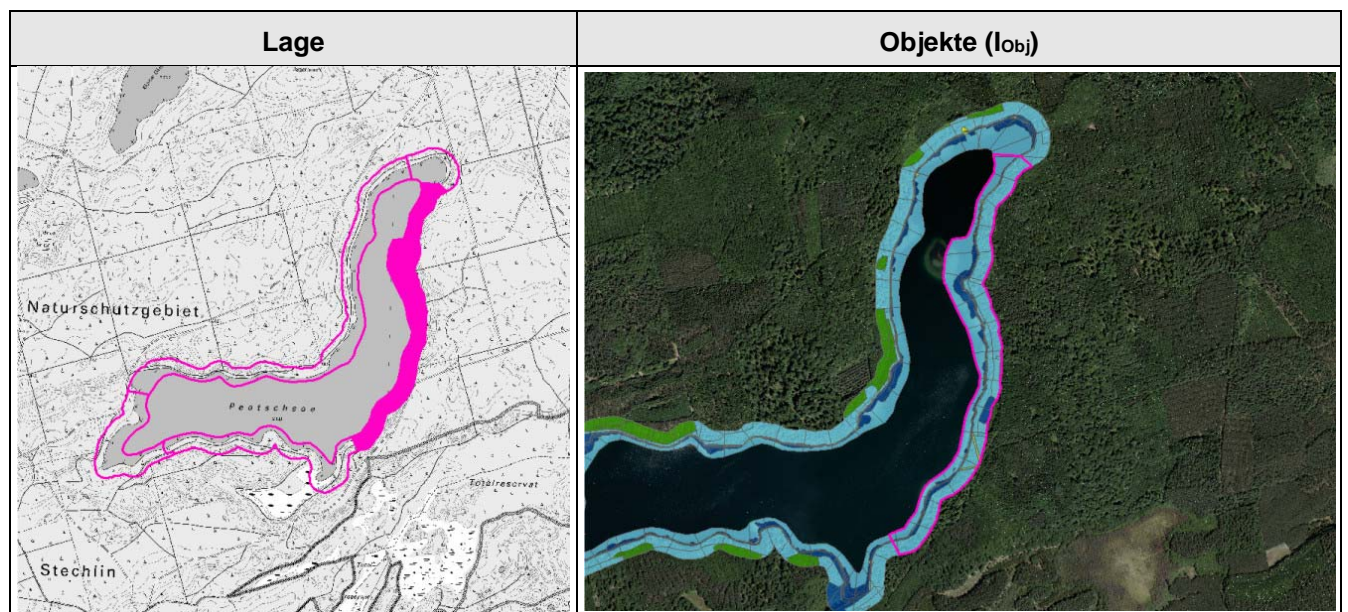 Lage
Objekte (IObj)
Naturschutzgebiet
Peetschsee
Totalreservat
Stechlin